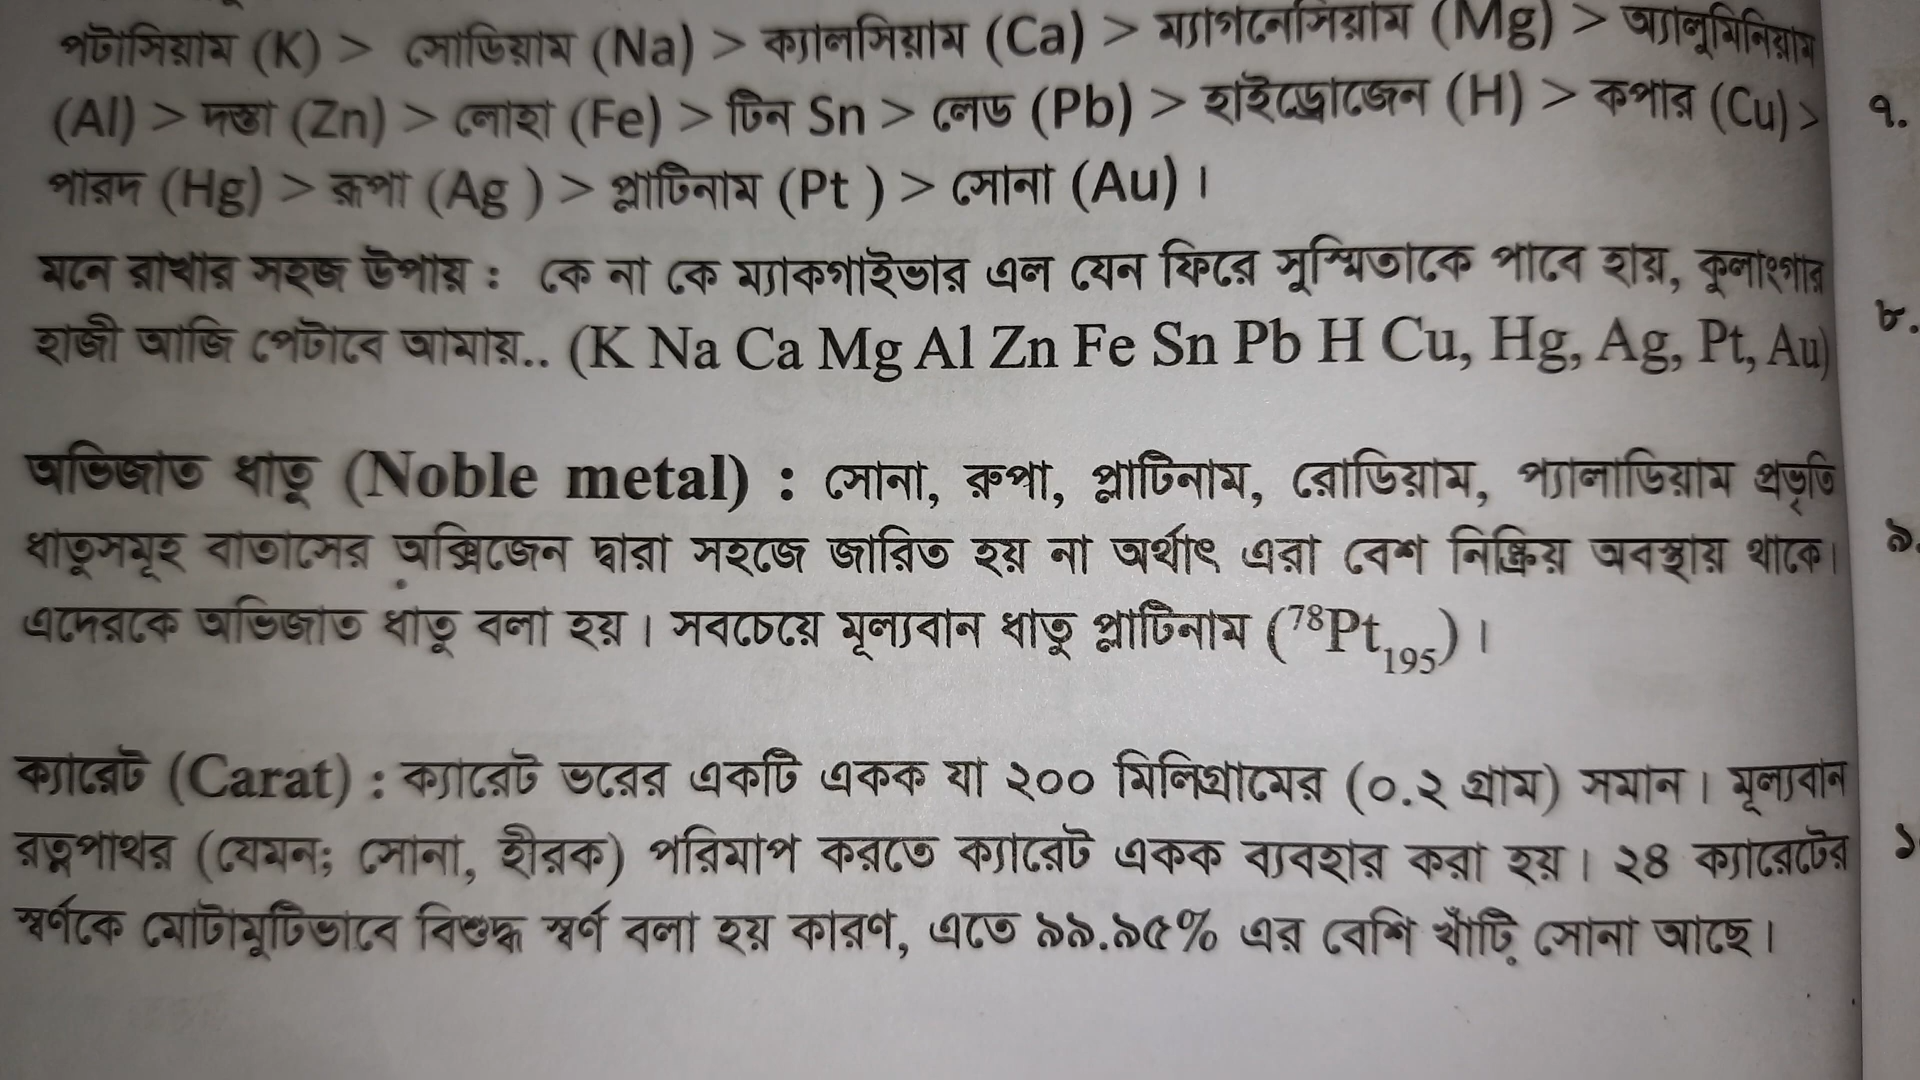 পটাসিয়াম (K) > সোডিয়াম (Na) > ক্যালসিয়াম (Ca) > ম্যাগনেসিয়াম (Mg) > অ্যালুমিনিয়াম
(Al) > দস্তা (Zn) > লোহা (Fe) > টিন Sn > লেড (Pb) > হাইড্রোজেন (H) > কপার (Cu) >
৭.
পারদ (Hg) > রূপা (Ag ) > প্লাটিনাম (Pt ) > সোনা (Au) ।
মনে রাখার সহজ উপায় : কে না কে ম্যাকগাইভার এল যেন ফিরে সুস্মিতাকে পাবে হায়, কুলাংগার
৮.
হাজী আজি পেটাবে আমায়.. (K Na Ca Mg Al Zn Fe Sn Pb H Cu, Hg, Ag, Pt, Au)
অভিজাত ধাতু (Noble metal) : সোনা, রুপা, প্লাটিনাম, রোডিয়াম, প্যালাডিয়াম প্রভৃতি
ধাতুসমূহ বাতাসের অক্সিজেন দ্বারা সহজে জারিত হয় না অর্থাৎ এরা বেশ নিষ্ক্রিয় অবস্থায় থাকে।
৯.
এদেরকে অভিজাত ধাতু বলা হয়। সবচেয়ে মূল্যবান ধাতু প্লাটিনাম (⁷⁸Pt₁₉₅) ।
ক্যারেট (Carat) : ক্যারেট ভরের একটি একক যা ২০০ মিলিগ্রামের (০.২ গ্রাম) সমান। মূল্যবান
রত্নপাথর (যেমন; সোনা, হীরক) পরিমাপ করতে ক্যারেট একক ব্যবহার করা হয়। ২৪ ক্যারেটের
স্বর্ণকে মোটামুটিভাবে বিশুদ্ধ স্বর্ণ বলা হয় কারণ, এতে ৯৯.৯৫% এর বেশি খাঁটি সোনা আছে।